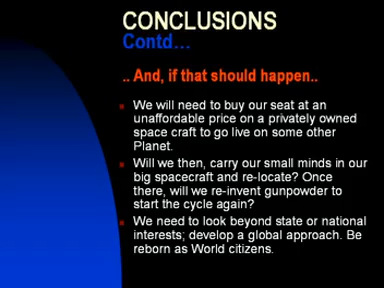 CONCLUSIONS
Contd…
.. And, if that should happen..
We will need to buy our seat at an
unaffordable price on a privately owned
space craft to go live on some other
Planet.
Will we then, carry our small minds in our
big spacecraft and re-locate? Once
there, will we re-invent gunpowder to
start the cycle again?
We need to look beyond state or national
interests; develop a global approach. Be
reborn as World citizens.